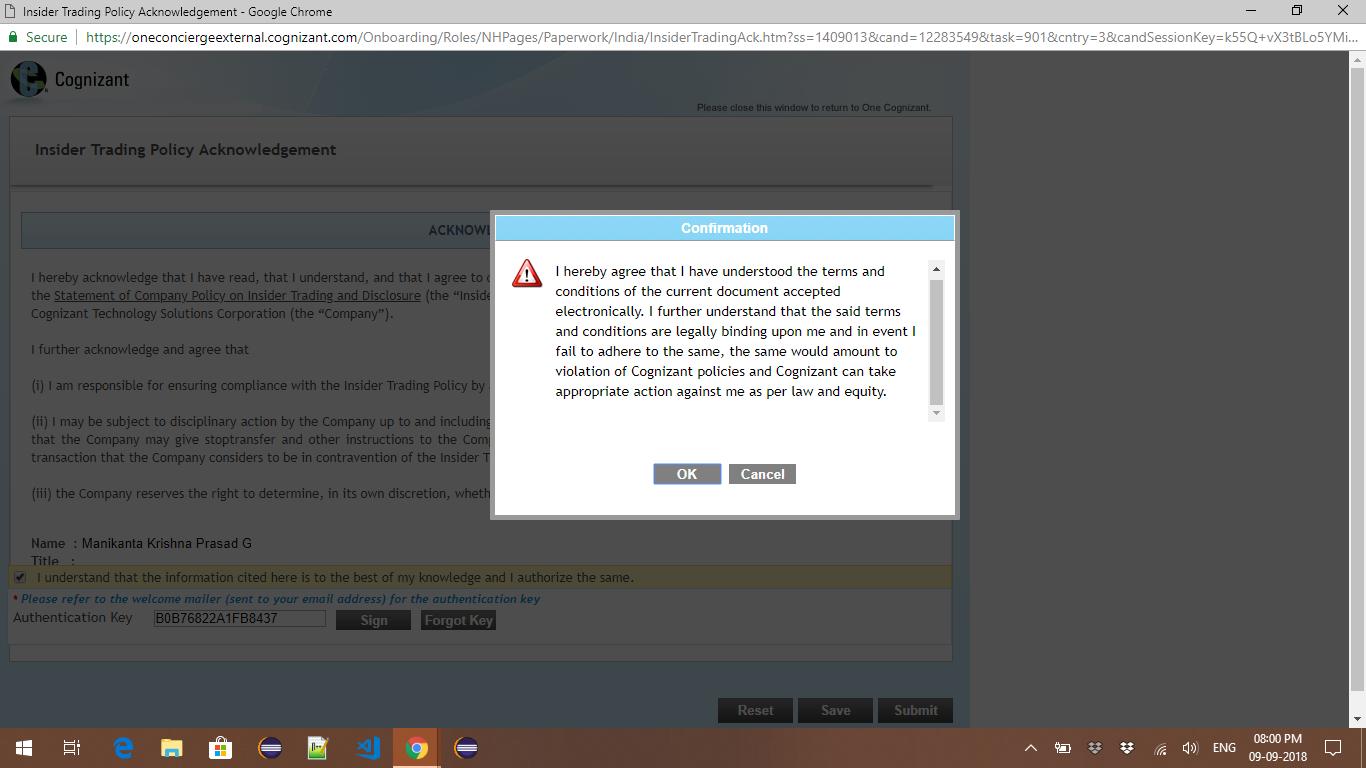 Insider Trading Policy Acknowledgement - Google Chrome
Secure https://oneconciergeexternal.cognizant.com/Onboarding/Roles/NHPages/Paperwork/India/InsiderTradingAck.htm?ss=1409013&cand=12283549&task=901&cntry=3&candSessionKey=k55Q+vX3tBLo5YMi...
Cognizant
Please close this window to return to One Cognizant.
Insider Trading Policy Acknowledgement
ACKNOWL
I hereby acknowledge that I have read, that I understand, and that I agree to
the Statement of Company Policy on Insider Trading and Disclosure (the “Inside
Cognizant Technology Solutions Corporation (the “Company”).
I further acknowledge and agree that
(i) I am responsible for ensuring compliance with the Insider Trading Policy by
(ii) I may be subject to disciplinary action by the Company up to and including
that the Company may give stoptransfer and other instructions to the Com
transaction that the Company considers to be in contravention of the Insider T
(iii) the Company reserves the right to determine, in its own discretion, wheth
Name : Manikanta Krishna Prasad G
Title :
Confirmation
I hereby agree that I have understood the terms and
conditions of the current document accepted
electronically. I further understand that the said terms
and conditions are legally binding upon me and in event I
fail to adhere to the same, the same would amount to
violation of Cognizant policies and Cognizant can take
appropriate action against me as per law and equity.
OK Cancel
I understand that the information cited here is to the best of my knowledge and I authorize the same.
* Please refer to the welcome mailer (sent to your email address) for the authentication key
Authentication Key B0B76822A1FB8437 Sign Forgot Key
Reset Save Submit
ENG
08:00 PM
09-09-2018